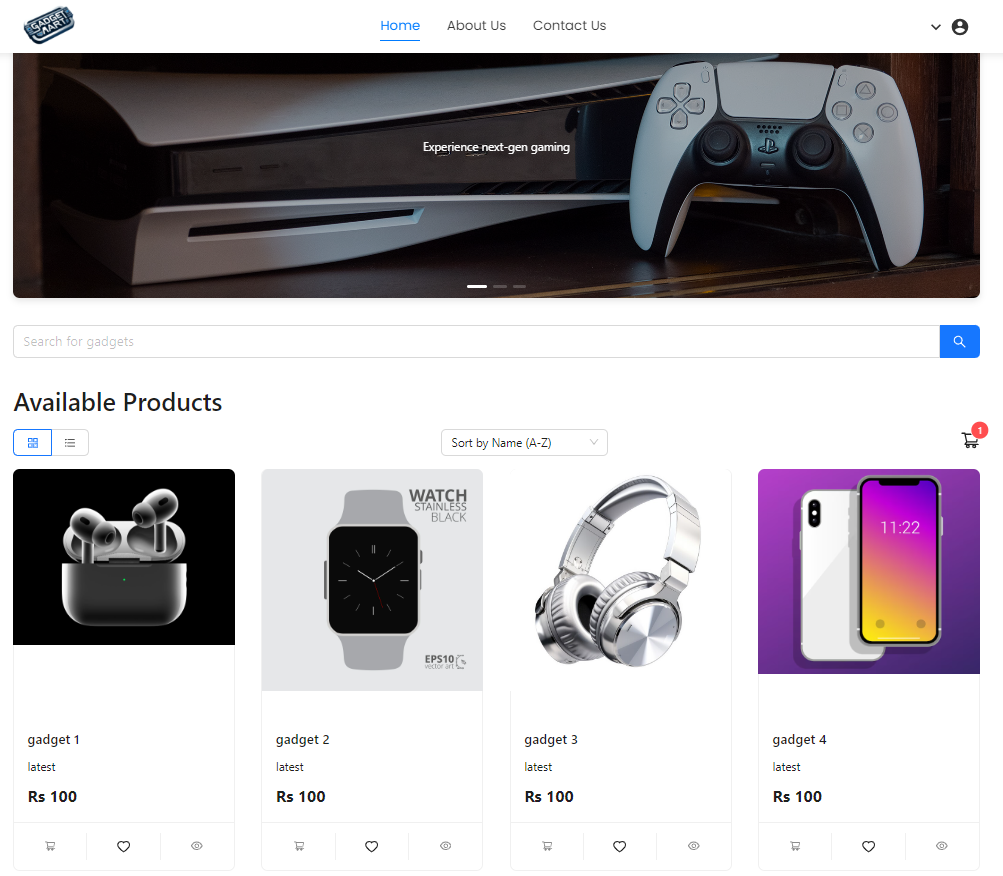 GADGET
MART
Home
About Us
Contact Us
Experience next-gen gaming
Search for gadgets
Available Products
Sort by Name (A-Z)
1
WATCH
STAINLESS
BLACK
EPS10
vector art
11:22
gadget 1
latest
Rs 100
gadget 2
latest
Rs 100
gadget 3
latest
Rs 100
gadget 4
latest
Rs 100